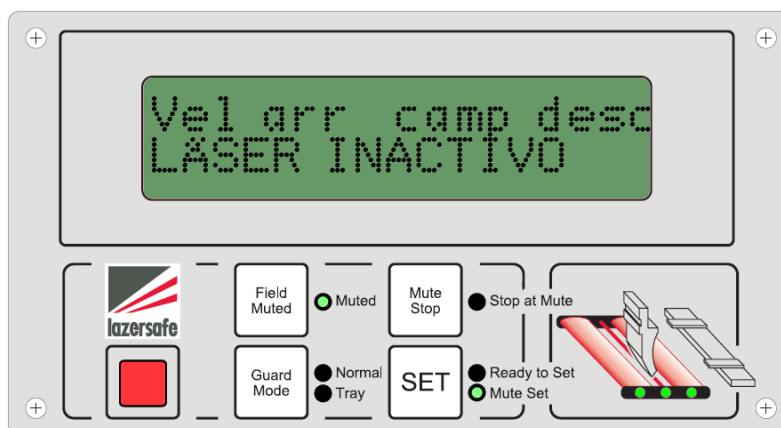 Vel arr camp desc
LÁSER INACTIVO
lazersafe
Field
Muted
Muted
Mute
Stop
Stop at Mute
Guard
Mode
Normal
Tray
SET
Ready to Set
Mute Set